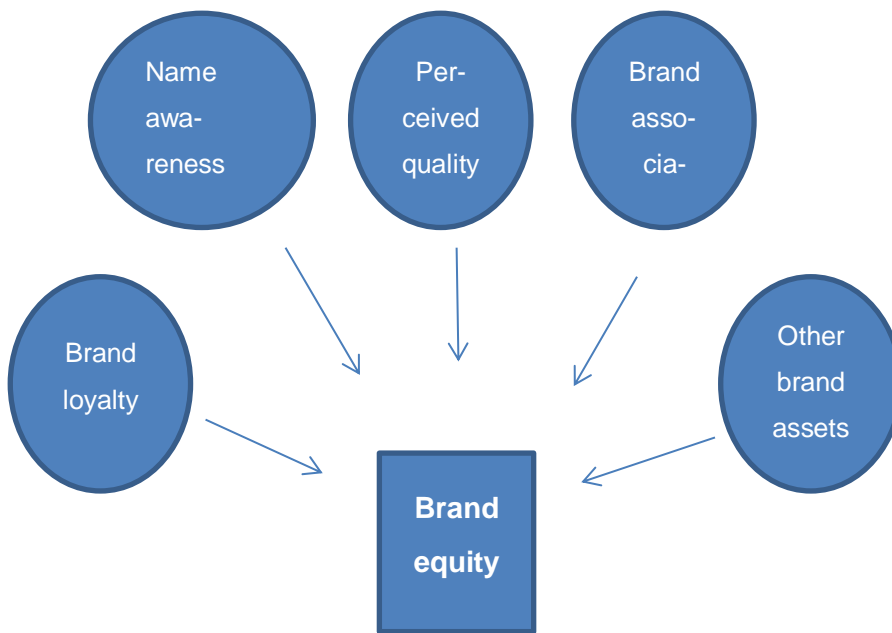 Name
awa-
reness
Per-
ceived
quality
Brand
asso-
cia-
Brand
loyalty
Other
brand
assets
Brand
equity